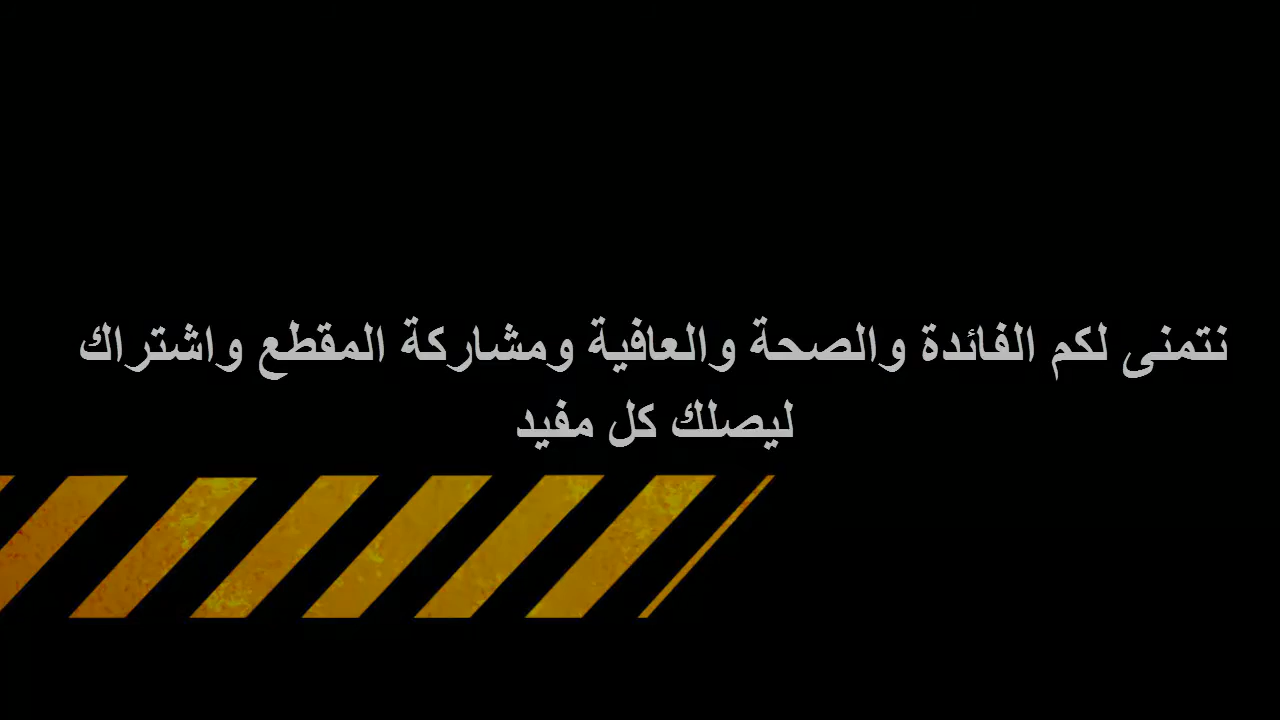 نتمنى لكم الفائدة والصحة والعافية ومشاركة المقطع واشتراك
ليصلك كل مفيد